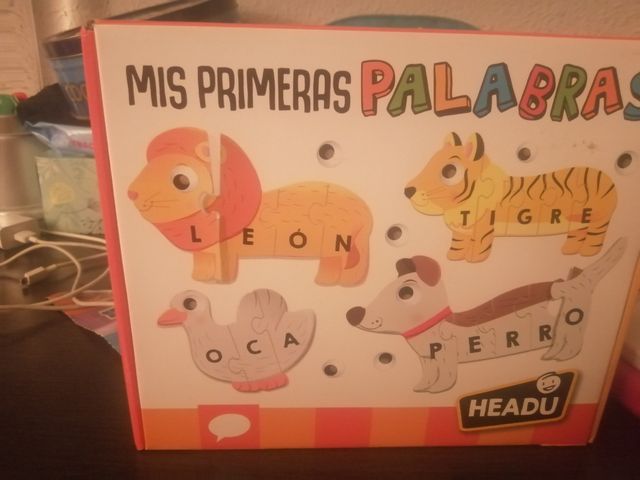 MIS PRIMERAS PALABRAS
LEÓN
TIGRE
OCA
PERRO
HEADU